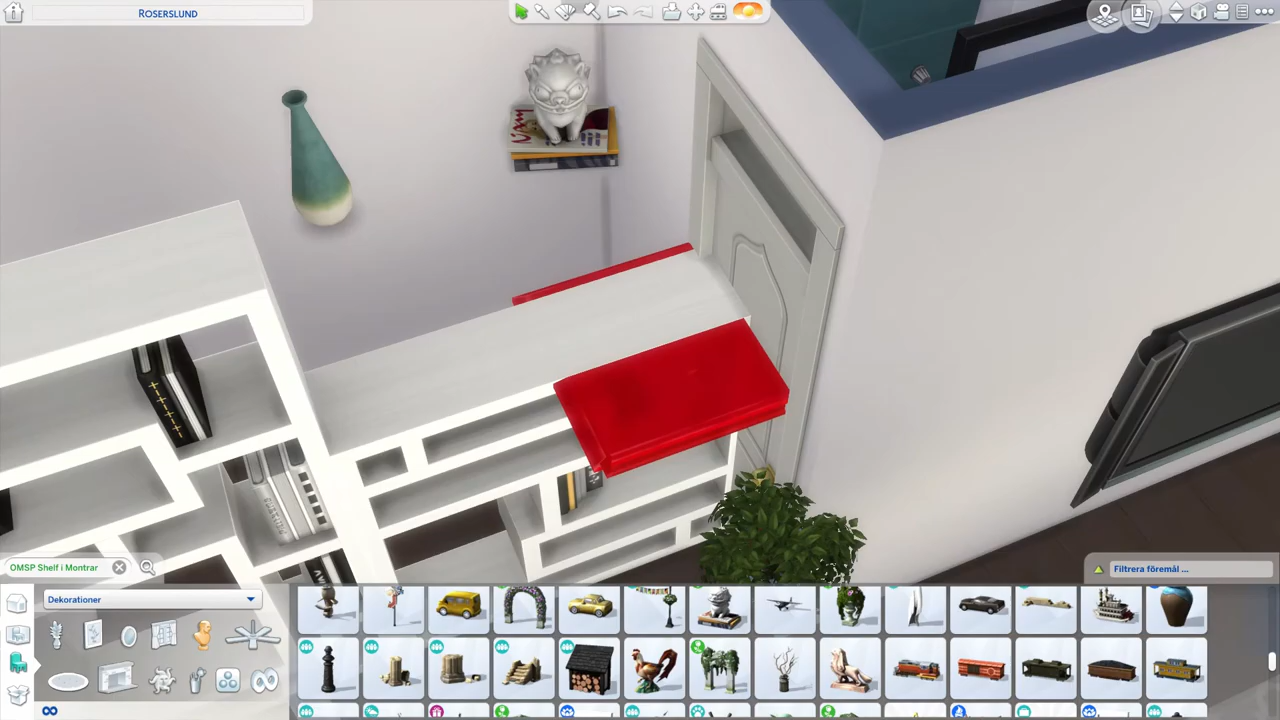 ROSERSLUND
OMSP Shelf i Montrar
Filtrera föremål ...
Dekorationer